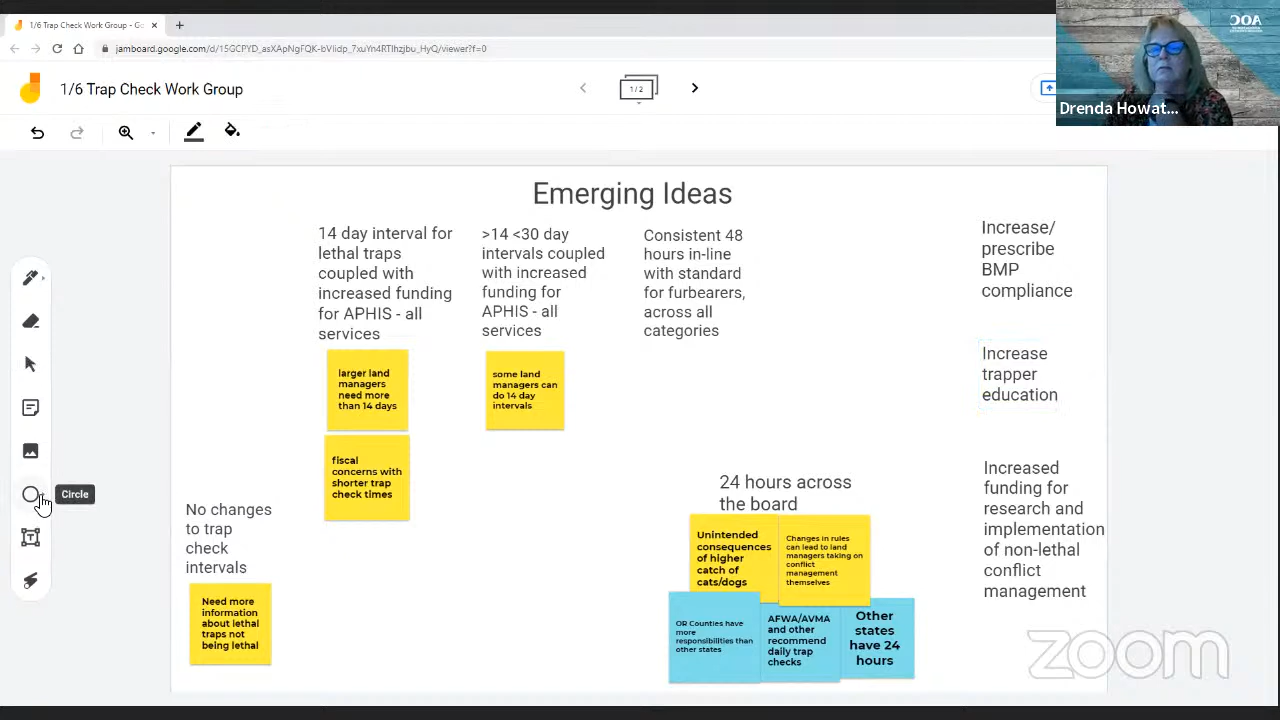 1/6 Trap Check Work Group - Go
1/6 Trap Check Work Group
1/2
AOC
Drenda Howat...
Emerging Ideas
14 day interval for
lethal traps
coupled with
increased funding
for APHIS - all
services
>14 <30 day
intervals coupled
with increased
funding for
APHIS - all
services
Consistent 48
hours in-line
with standard
for furbearers,
across all
categories
Increase/
prescribe
BMP
compliance
larger land
managers
need more
than 14 days
some land
managers can
do 14 day
intervals
Increase
trapper
education
fiscal
concerns with
shorter trap
check times
Circle
No changes
to trap
check
intervals
Need more
information
about lethal
traps not
being lethal
24 hours across
the board
Unintended
consequences
of higher
catch of
cats/dogs
Changes in rules
can lead to land
managers taking on
conflict
management
themselves
OR Counties have
more
responsibilities than
other states
AFWA/AVMA
and other
recommend
daily trap
checks
Other
states
have 24
hours
Increased
funding for
research and
implementation
of non-lethal
conflict
management
zoom